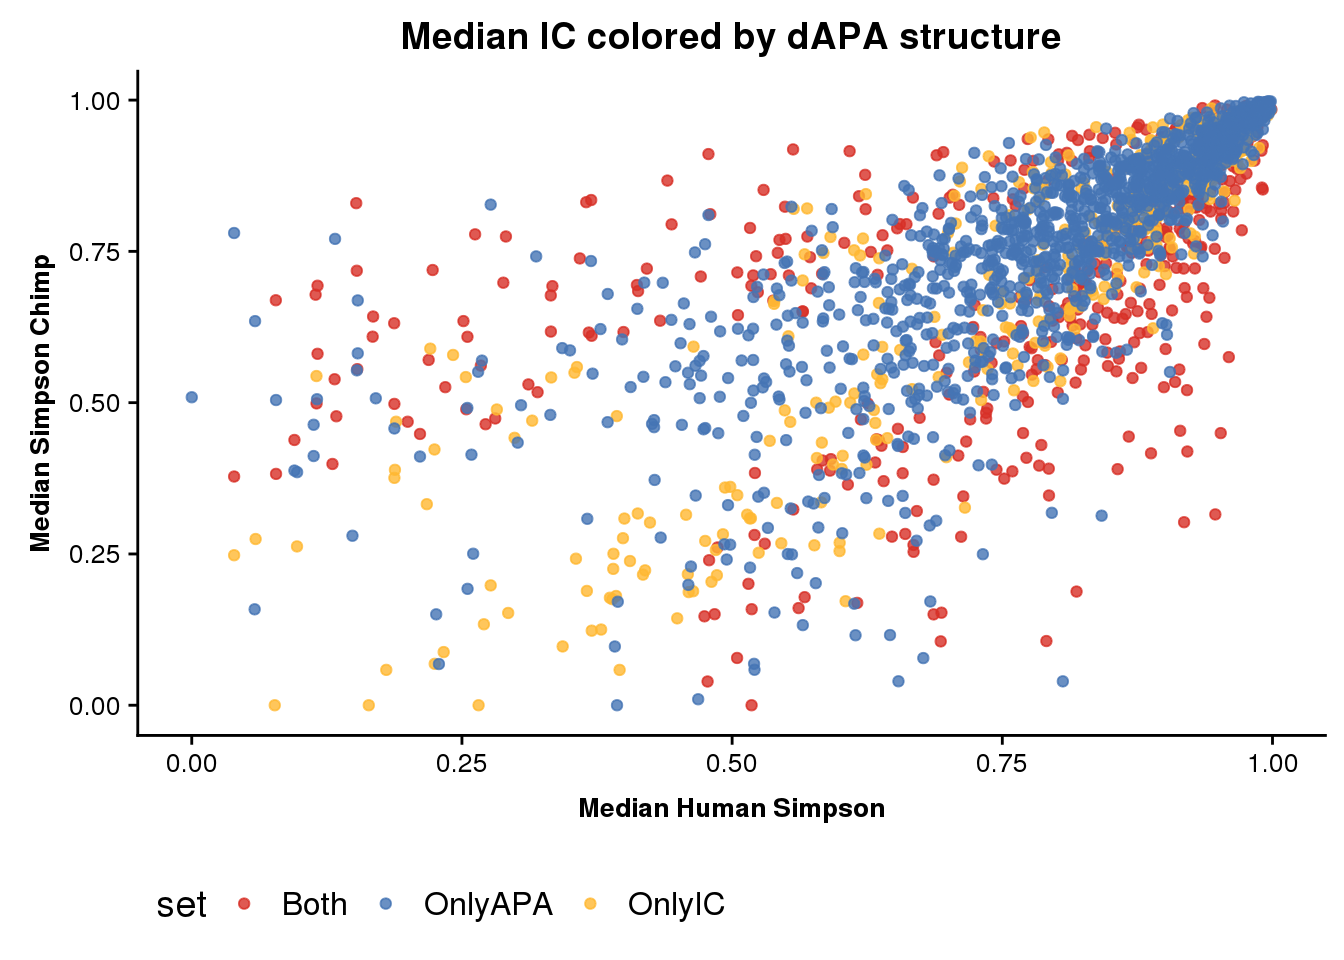 Median IC colored by dAPA structure
Median Simpson Chimp
1.00
0.75
0.50
0.25
0.00
0.00 0.25 0.50 0.75 1.00
Median Human Simpson
set Both OnlyAPA OnlyIC